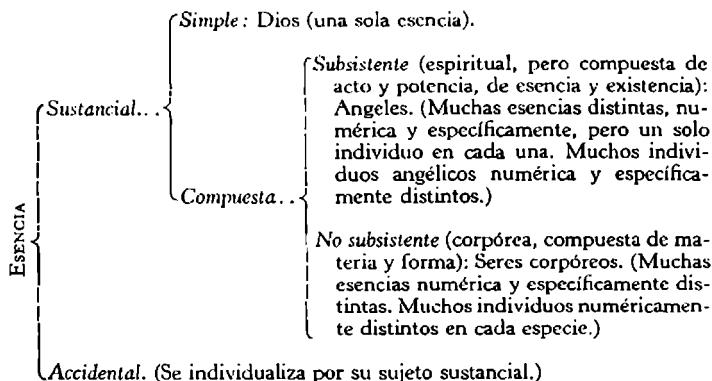 Simple: Dios (una sola esencia).
Subsistente (espiritual, pero compuesta de
acto y potencia, de esencia y existencia):
Angeles. (Muchas esencias distintas, nu-
mérica y específicamente, pero un solo
individuo en cada una. Muchos indivi-
duos angélicos numérica y específica-
mente distintos.)
Sustancial...
Compuesta..
No subsistente (corpórea, compuesta de ma-
teria y forma): Seres corpóreos. (Muchas
esencias numérica y específicamente dis-
tintas. Muchos individuos numéricamen-
te distintos en cada especie.)
ESENCIA
Accidental. (Se individualiza por su sujeto sustancial.)